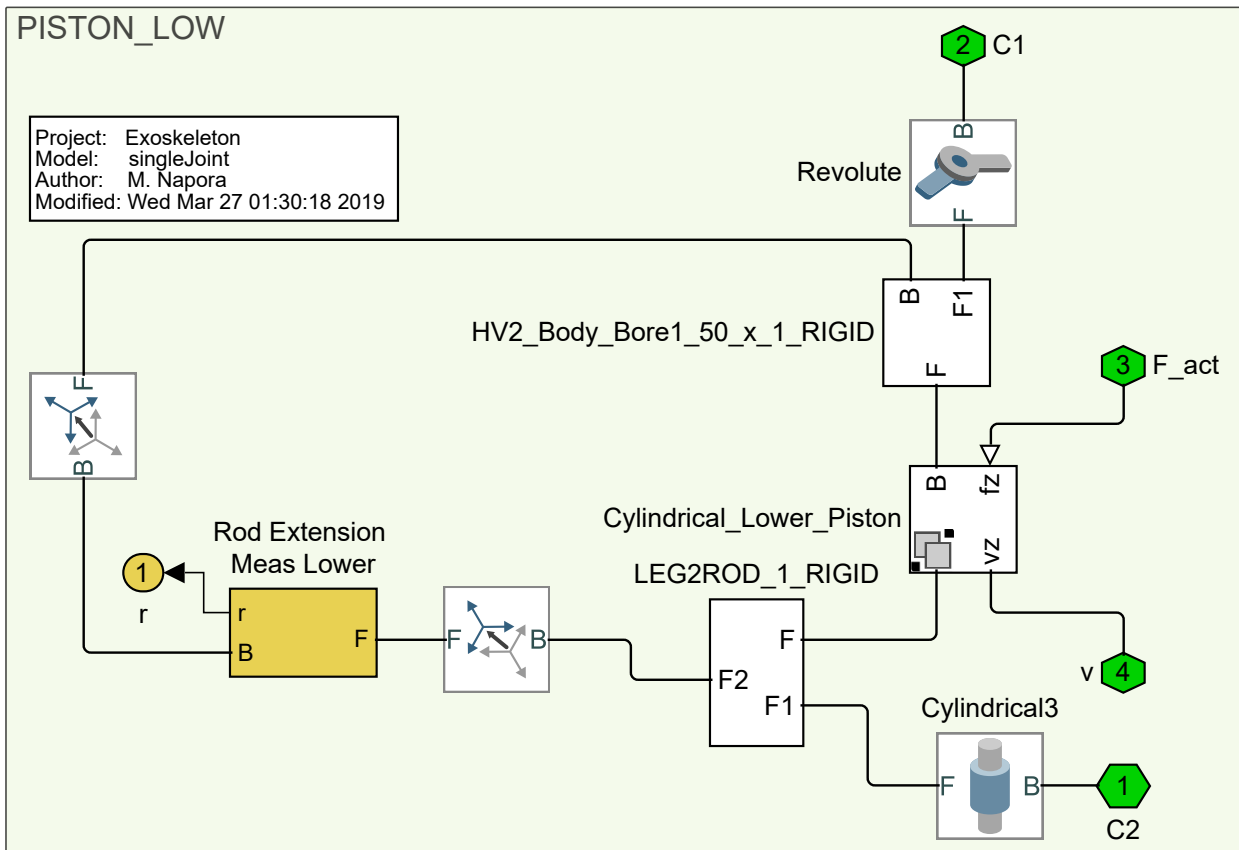 PISTON_LOW
2 C1
Project: Exoskeleton
Model: singleJoint
Author: M. Napora
Modified: Wed Mar 27 01:30:18 2019
B
Revolute
F
B F1
HV2_Body_Bore1_50_x_1_RIGID
F
3 F_act
F
B
B fz
Cylindrical_Lower_Piston
vz
Rod Extension
Meas Lower
LEG2ROD_1_RIGID
1
r
r
B F
F B
F
F2
F1
v 4
Cylindrical3
F B
1
C2